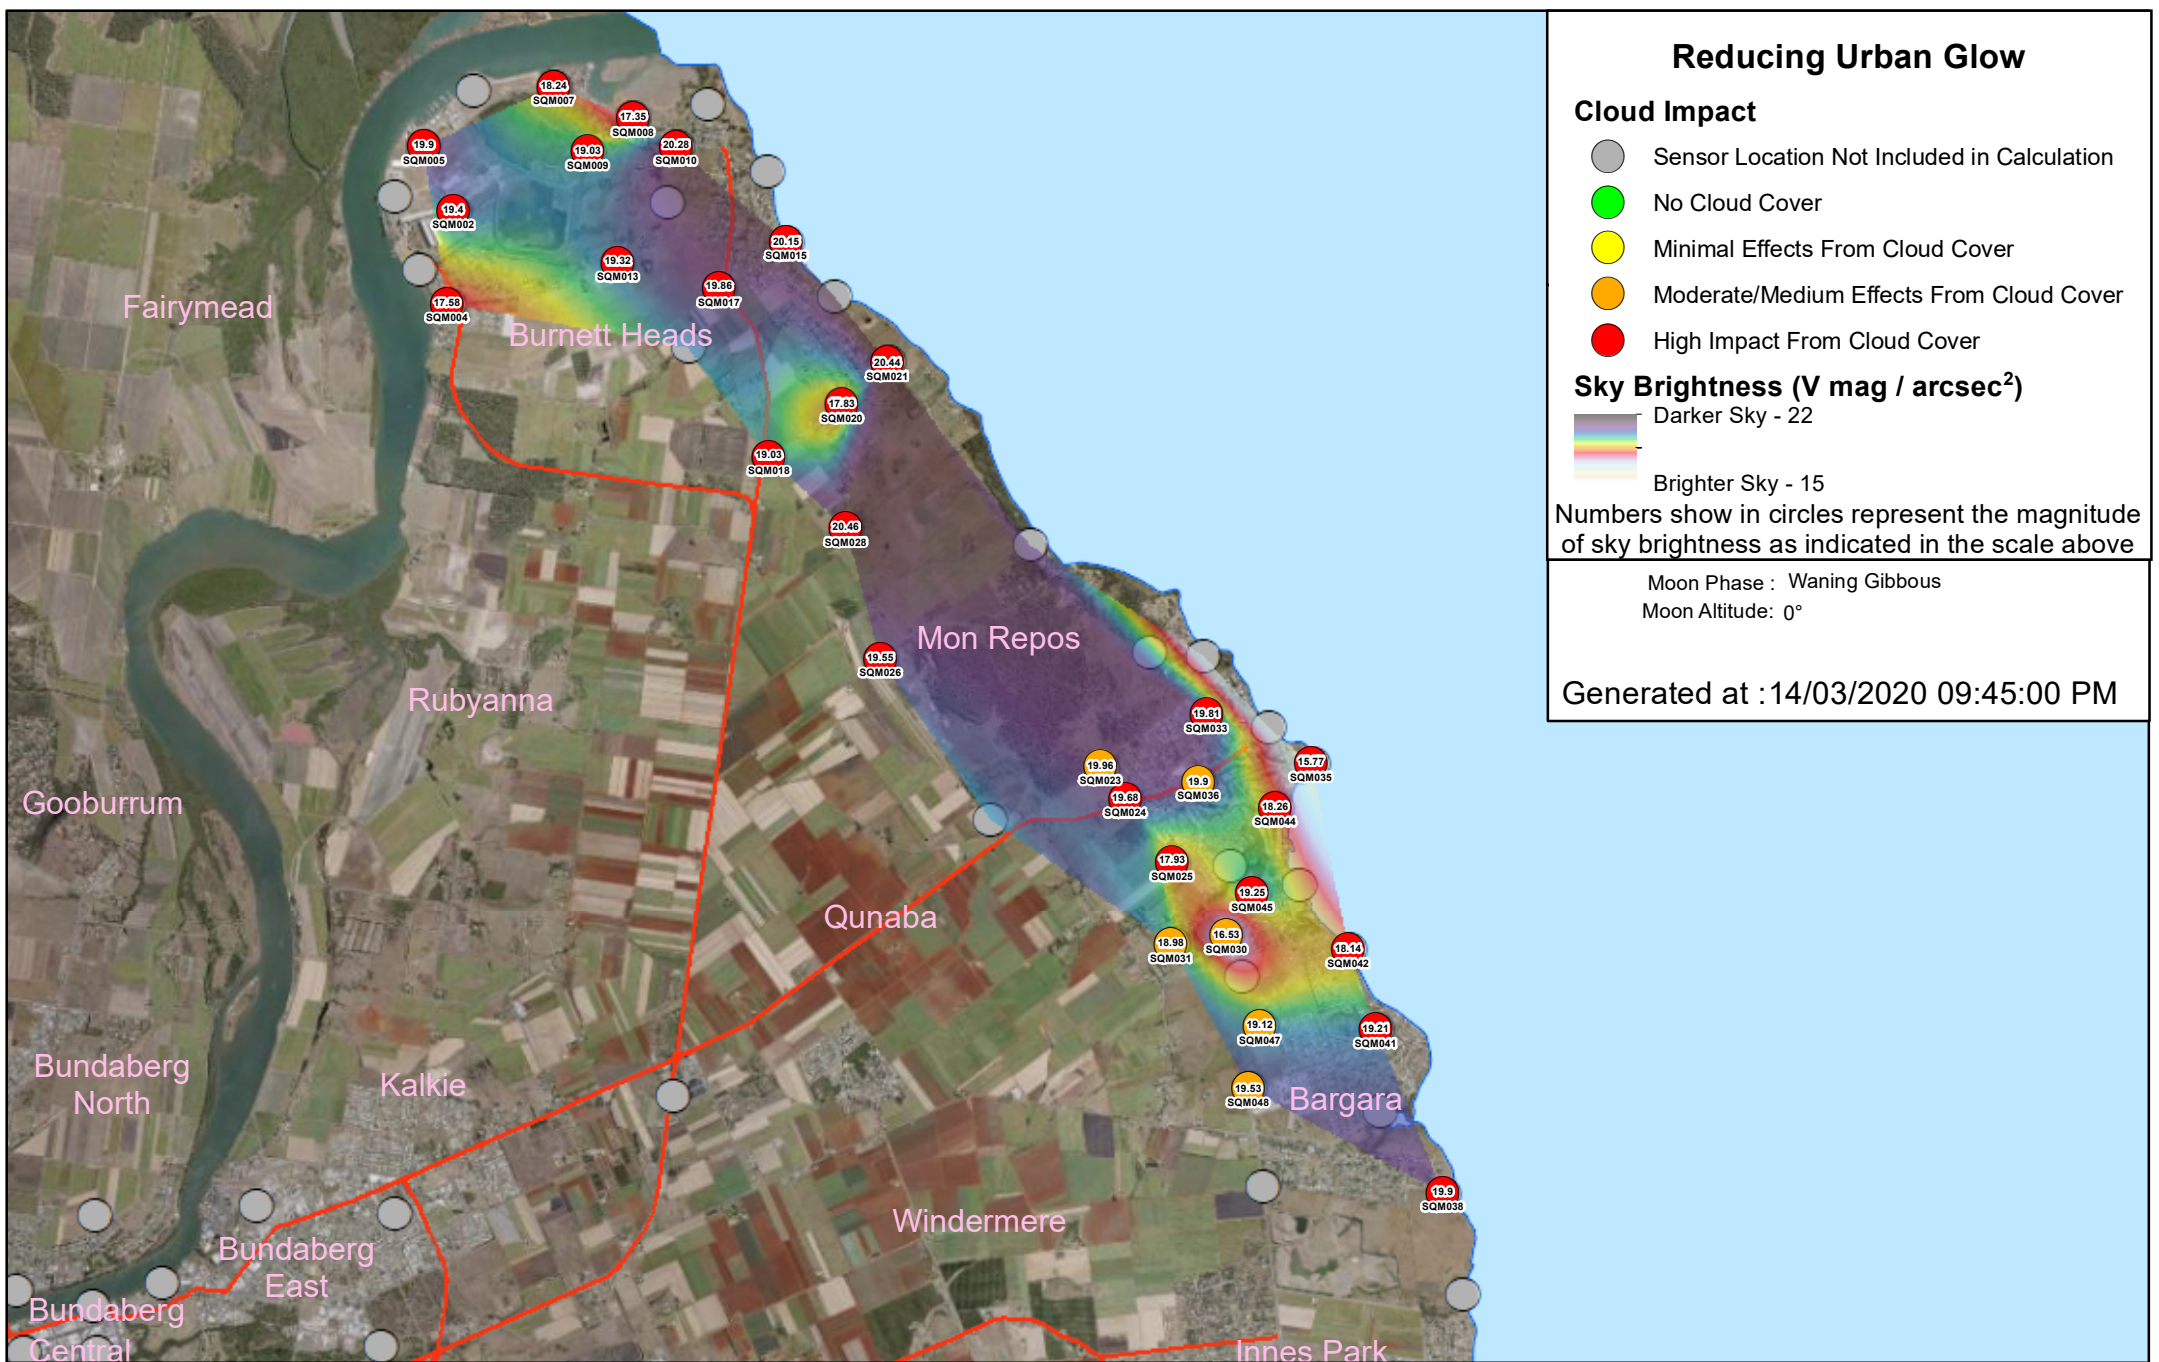 Reducing Urban Glow
Cloud Impact
Sensor Location Not Included in Calculation
No Cloud Cover
Minimal Effects From Cloud Cover
Moderate/Medium Effects From Cloud Cover
High Impact From Cloud Cover
Sky Brightness (V mag / arcsec²)
Darker Sky - 22
Brighter Sky - 15
Numbers show in circles represent the magnitude
of sky brightness as indicated in the scale above
Moon Phase : Waning Gibbous
Moon Altitude: 0°
Generated at :14/03/2020 09:45:00 PM
18.24
SQM007
17.35
SQM008
19.9
SQM005
19.03
SQM009
20.28
SQM010
19.4
SQM002
20.15
SQM015
19.32
SQM013
19.86
SQM017
17.58
SQM004
Fairymead
Burnett Heads
20.44
SQM021
17.83
SQM020
19.03
SQM018
20.46
SQM028
Mon Repos
19.55
SQM026
Rubyanna
19.81
SQM033
19.96
SQM023
19.9
SQM036
15.77
SQM035
19.68
SQM024
18.26
SQM044
Gooburrum
17.93
SQM025
19.25
SQM045
Qunaba
16.53
SQM030
18.98
SQM031
18.14
SQM042
19.12
SQM047
19.21
SQM041
Bundaberg
North
Kalkie
19.53
SQM048
Bargara
19.9
SQM038
Windermere
Bundaberg
East
Bundaberg
Central
Innes Park